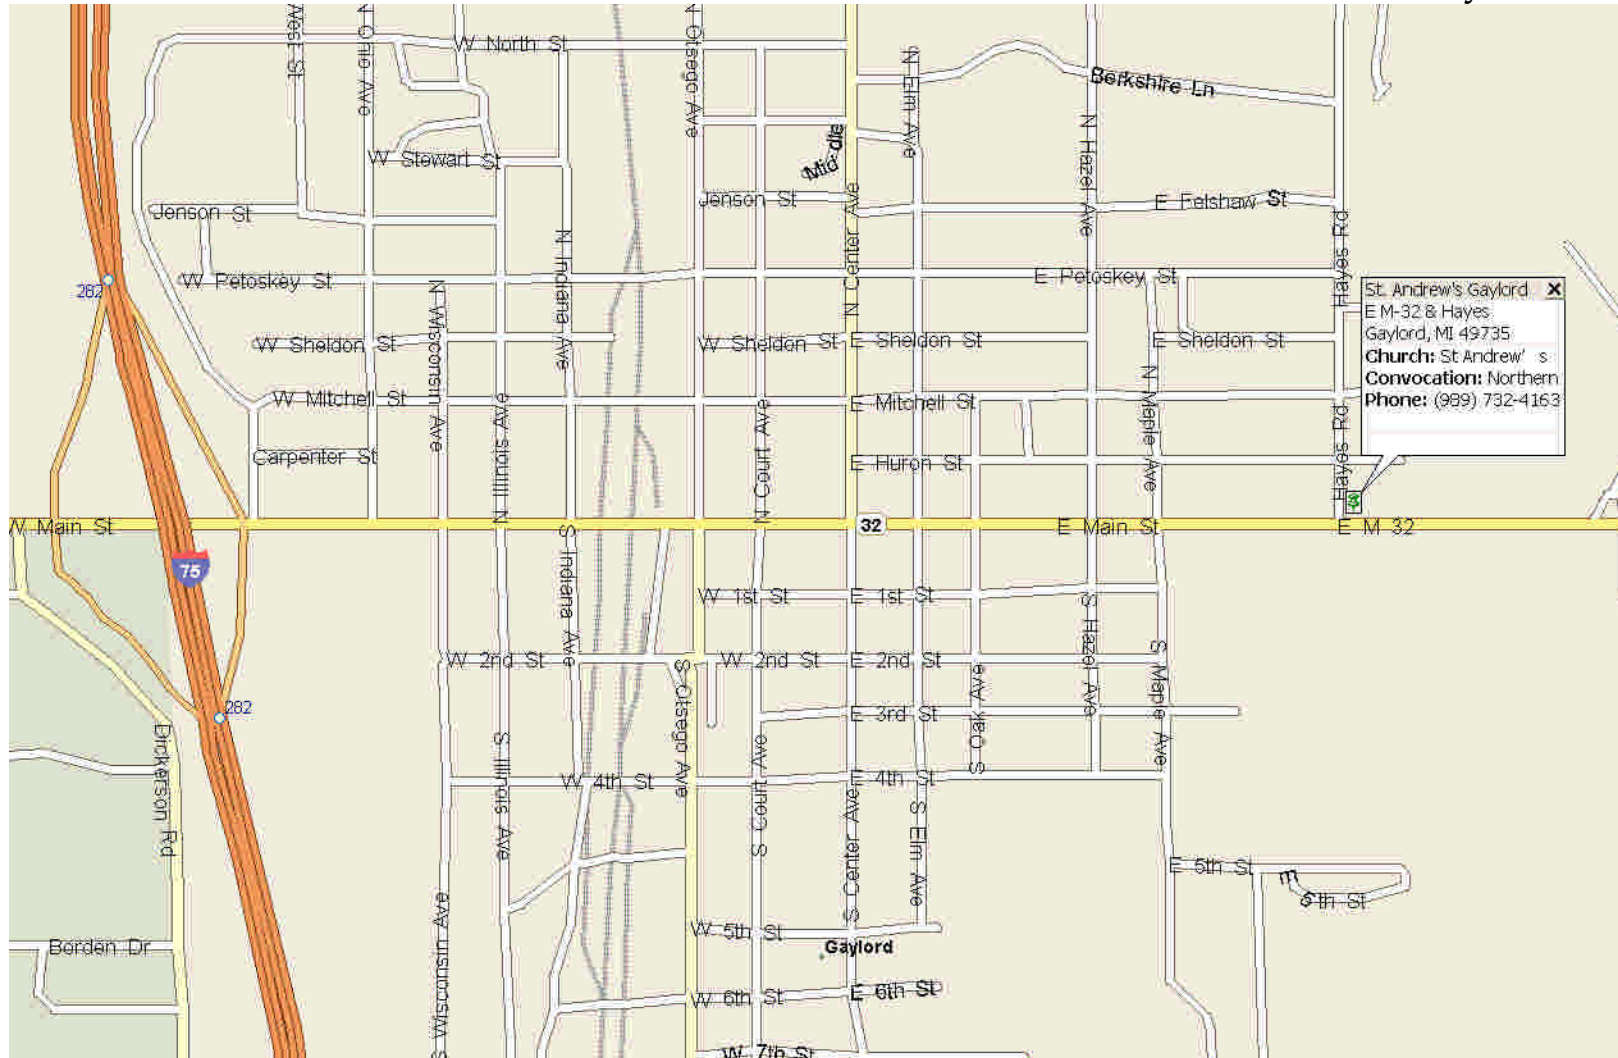 West St
N Ohio Ave
W North St
N Otsego Ave
N Elm Ave
Berkshire Ln
N Hazel Ave
Mid dle
W Stewart St
Jenson St
Jenson St
N Center Ave
E Felshaw St
Hayes Rd
N Indiana Ave
282
W Petoskey St
E Petoskey St
N Wisconsin Ave
St. Andrew's Gaylord X
E M-32 & Hayes
Gaylord, MI 49735
Church: St Andrew' s
Convocation: Northern
Phone: (989) 732-4163
W Sheldon St
W Sheldon St
E Sheldon St
E Sheldon St
W Mitchell St
E Mitchell St
N Maple Ave
N Illinois Ave
N Court Ave
Hayes Rd
Carpenter St
E Huron St
W Main St
32
E Main St
E M 32
75
S Indiana Ave
W 1st St
E 1st St
S Hazel Ave
W 2nd St
W 2nd St
E 2nd St
S Maple Ave
S Otsego Ave
S Oak Ave
282
E 3rd St
Dickerson Rd
S Illinois Ave
W 4th St
S Court Ave
E 4th St
S Center Ave
S Elm Ave
E 5th St
E 5th St
S Wisconsin Ave
W 5th St
Borden Dr
Gaylord
W 6th St
E 6th St
W 7th St